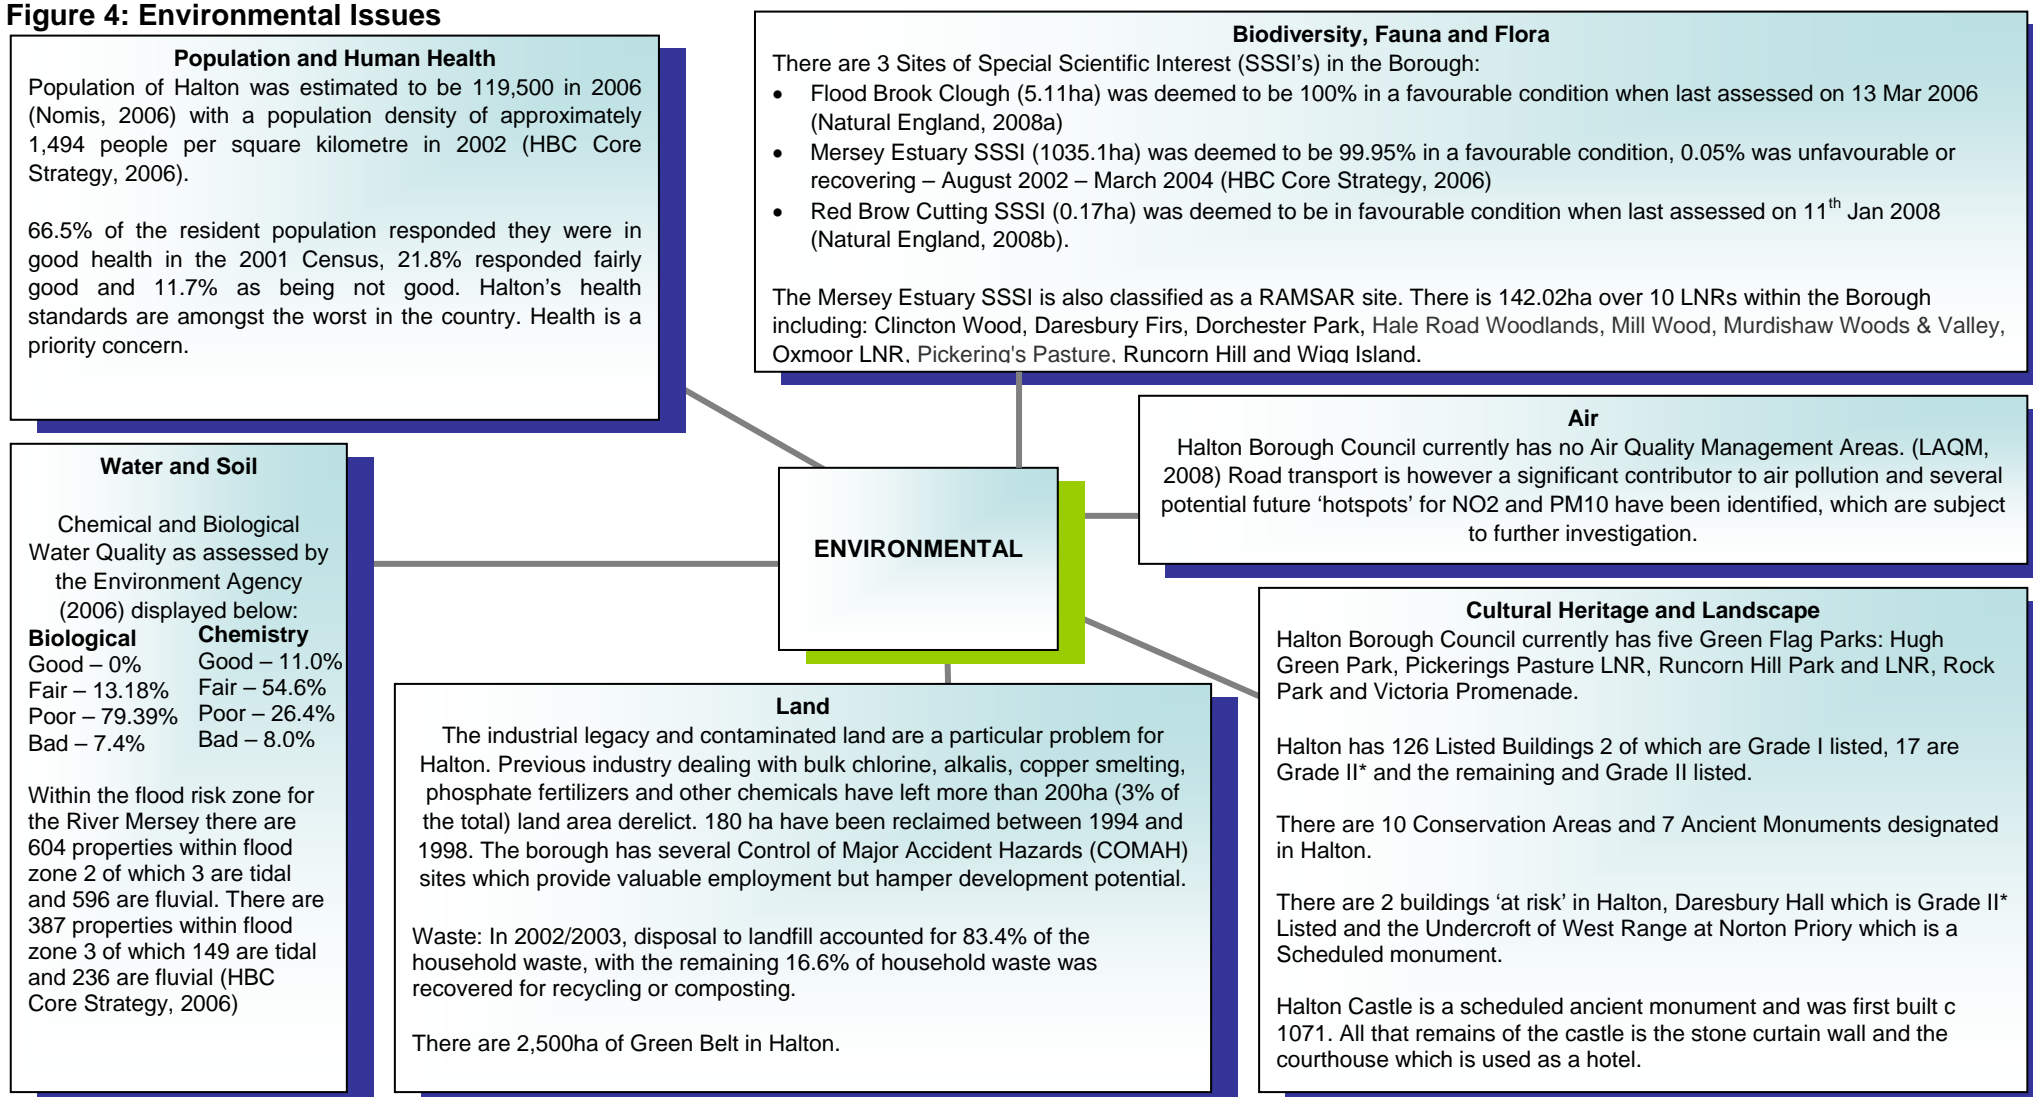 Figure 4: Environmental Issues
Population and Human Health
Population of Halton was estimated to be 119,500 in 2006
(Nomis, 2006) with a population density of approximately
1,494 people per square kilometre in 2002 (HBC Core
Strategy, 2006).
66.5% of the resident population responded they were in
good health in the 2001 Census, 21.8% responded fairly
good and 11.7% as being not good. Halton's health
standards are amongst the worst in the country. Health is a
priority concern.
Biodiversity, Fauna and Flora
There are 3 Sites of Special Scientific Interest (SSSI's) in the Borough:
• Flood Brook Clough (5.11ha) was deemed to be 100% in a favourable condition when last assessed on 13 Mar 2006
(Natural England, 2008a)
• Mersey Estuary SSSI (1035.1ha) was deemed to be 99.95% in a favourable condition, 0.05% was unfavourable or
recovering – August 2002 – March 2004 (HBC Core Strategy, 2006)
• Red Brow Cutting SSSI (0.17ha) was deemed to be in favourable condition when last assessed on 11th Jan 2008
(Natural England, 2008b).
The Mersey Estuary SSSI is also classified as a RAMSAR site. There is 142.02ha over 10 LNRs within the Borough
including: Clincton Wood, Daresbury Firs, Dorchester Park, Hale Road Woodlands, Mill Wood, Murdishaw Woods & Valley,
Oxmoor LNR, Pickering's Pasture, Runcorn Hill and Wigg Island.
Air
Halton Borough Council currently has no Air Quality Management Areas. (LAQM,
2008) Road transport is however a significant contributor to air pollution and several
potential future 'hotspots' for NO2 and PM10 have been identified, which are subject
to further investigation.
Water and Soil
Chemical and Biological
Water Quality as assessed by
the Environment Agency
(2006) displayed below:
Biological
Good – 0%
Fair – 13.18%
Poor – 79.39%
Bad – 7.4%
Chemistry
Good – 11.0%
Fair – 54.6%
Poor – 26.4%
Bad – 8.0%
Within the flood risk zone for
the River Mersey there are
604 properties within flood
zone 2 of which 3 are tidal
and 596 are fluvial. There are
387 properties within flood
zone 3 of which 149 are tidal
and 236 are fluvial (HBC
Core Strategy, 2006)
ENVIRONMENTAL
Land
The industrial legacy and contaminated land are a particular problem for
Halton. Previous industry dealing with bulk chlorine, alkalis, copper smelting,
phosphate fertilizers and other chemicals have left more than 200ha (3% of
the total) land area derelict. 180 ha have been reclaimed between 1994 and
1998. The borough has several Control of Major Accident Hazards (COMAH)
sites which provide valuable employment but hamper development potential.
Waste: In 2002/2003, disposal to landfill accounted for 83.4% of the
household waste, with the remaining 16.6% of household waste was
recovered for recycling or composting.
There are 2,500ha of Green Belt in Halton.
Cultural Heritage and Landscape
Halton Borough Council currently has five Green Flag Parks: Hugh
Green Park, Pickerings Pasture LNR, Runcorn Hill Park and LNR, Rock
Park and Victoria Promenade.
Halton has 126 Listed Buildings 2 of which are Grade I listed, 17 are
Grade II* and the remaining and Grade II listed.
There are 10 Conservation Areas and 7 Ancient Monuments designated
in Halton.
There are 2 buildings 'at risk' in Halton, Daresbury Hall which is Grade II*
Listed and the Undercroft of West Range at Norton Priory which is a
Scheduled monument.
Halton Castle is a scheduled ancient monument and was first built c
1071. All that remains of the castle is the stone curtain wall and the
courthouse which is used as a hotel.